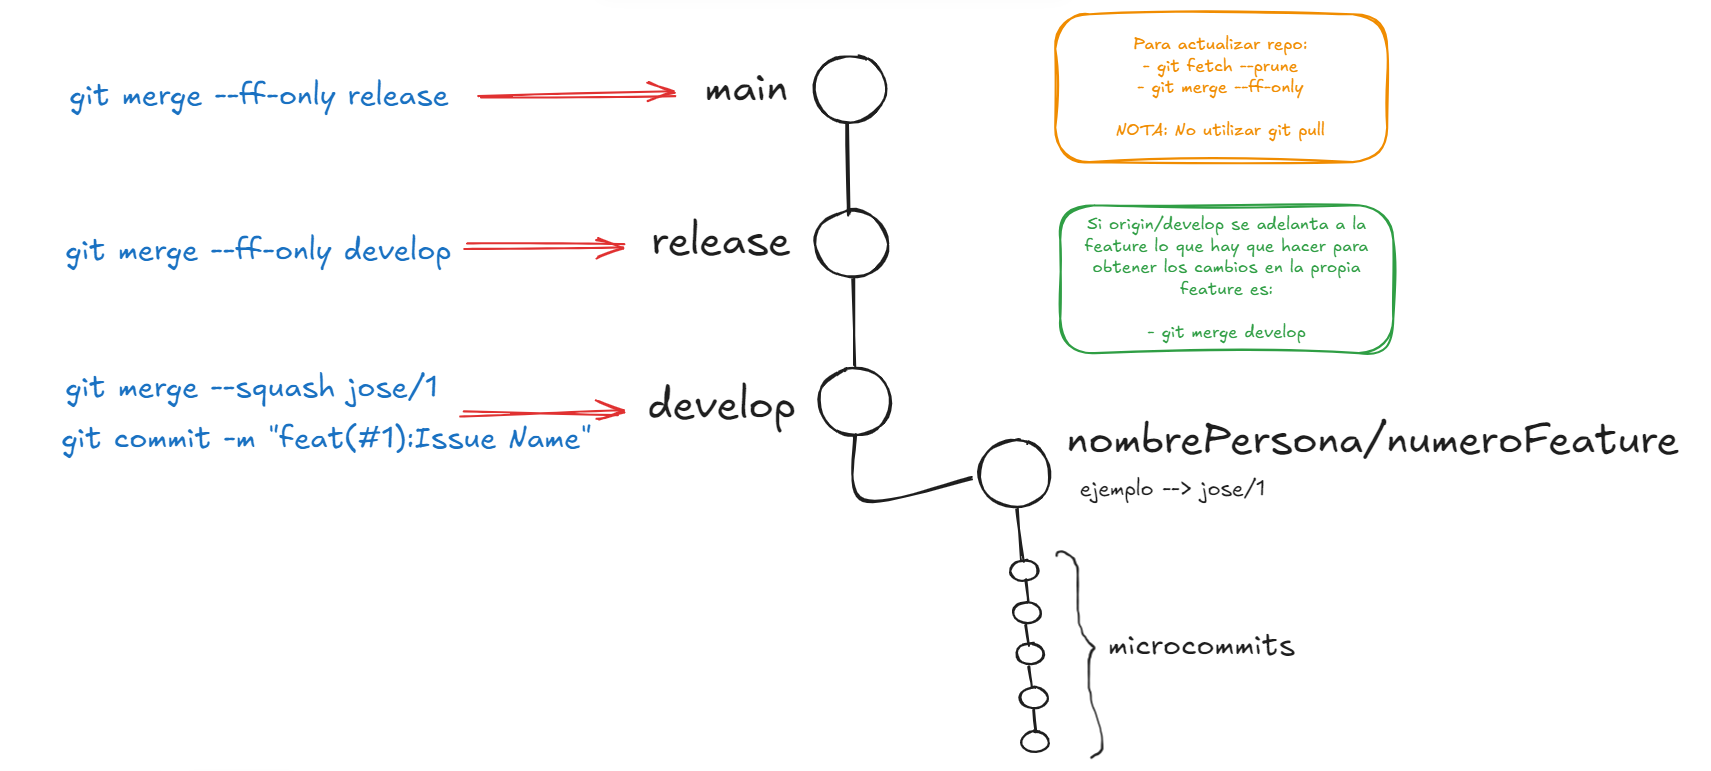 git merge --ff-only release
main
Para actualizar repo:
- git fetch --prune
- git merge --ff-only
NOTA: No utilizar git pull
git merge --ff-only develop
release
Si origin/develop se adelanta a la
feature lo que hay que hacer para
obtener los cambios en la propia
feature es:
- git merge develop
git merge --squash jose/1
git commit -m "feat(#1):Issue Name"
develop
nombrePersona/numeroFeature
ejemplo --> jose/1
microcommits